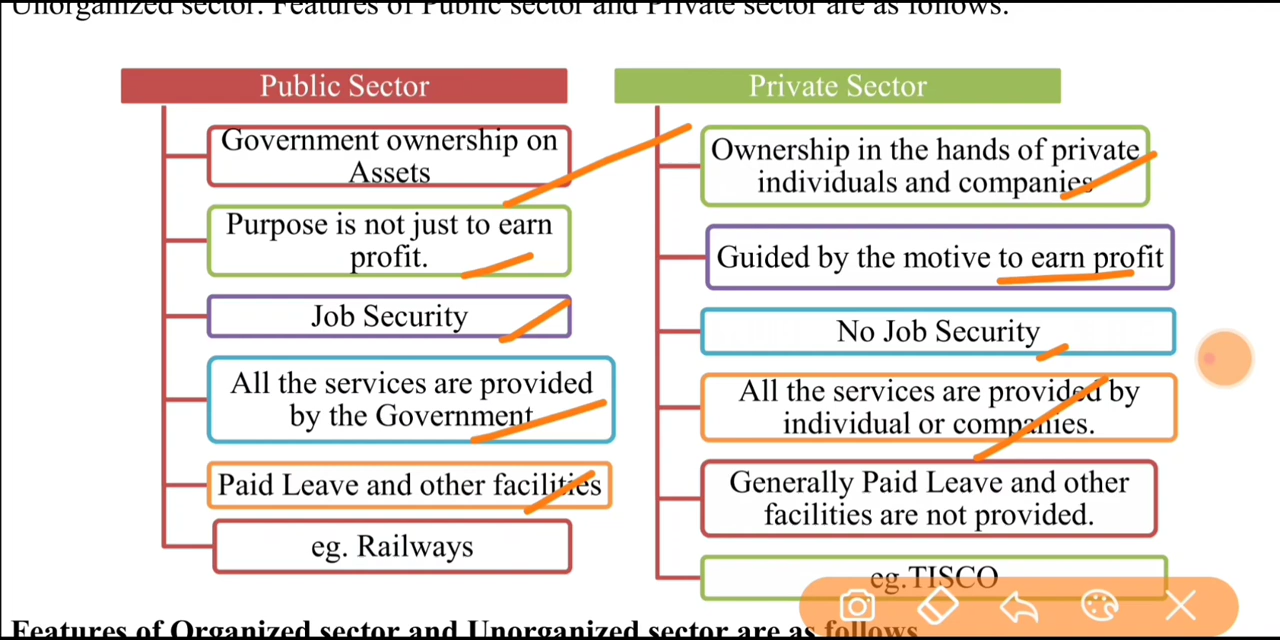 Unorganized sector. Features of Public sector and Private sector are as follows.
Public Sector
Government ownership on
Assets
Purpose is not just to earn
profit.
Job Security
All the services are provided
by the Government
Paid Leave and other facilities
eg. Railways
Private Sector
Ownership in the hands of private
individuals and companies
Guided by the motive to earn profit
No Job Security
All the services are provided by
individual or companies.
Generally Paid Leave and other
facilities are not provided.
eg.TISCO
Features of Organized sector and Unorganized sector are as follows